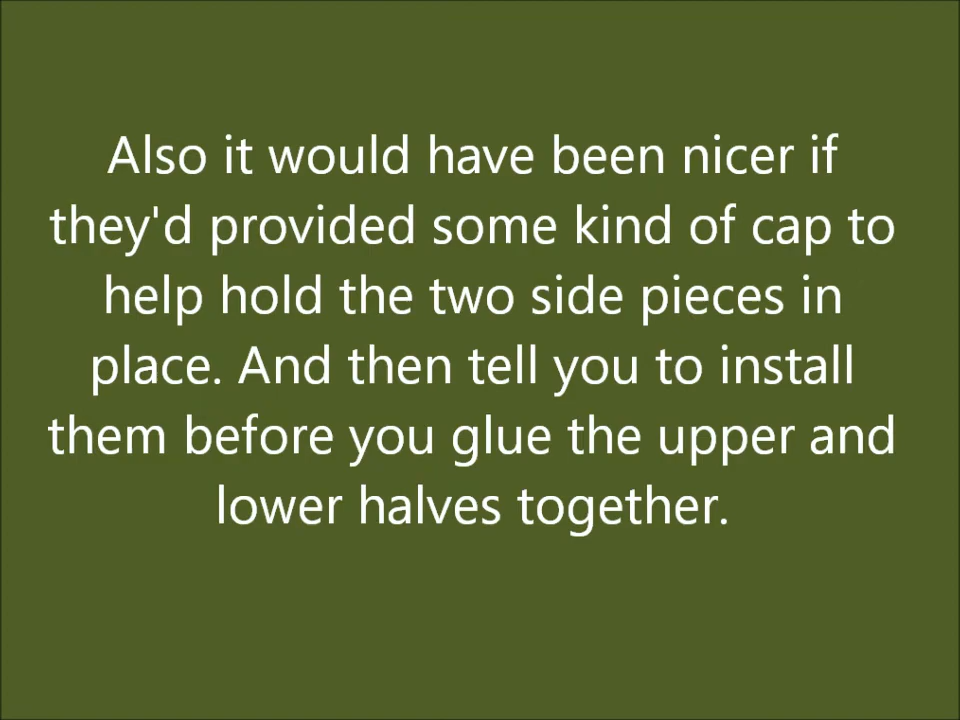 Also it would have been nicer if
they'd provided some kind of cap to
help hold the two side pieces in
place. And then tell you to install
them before you glue the upper and
lower halves together.